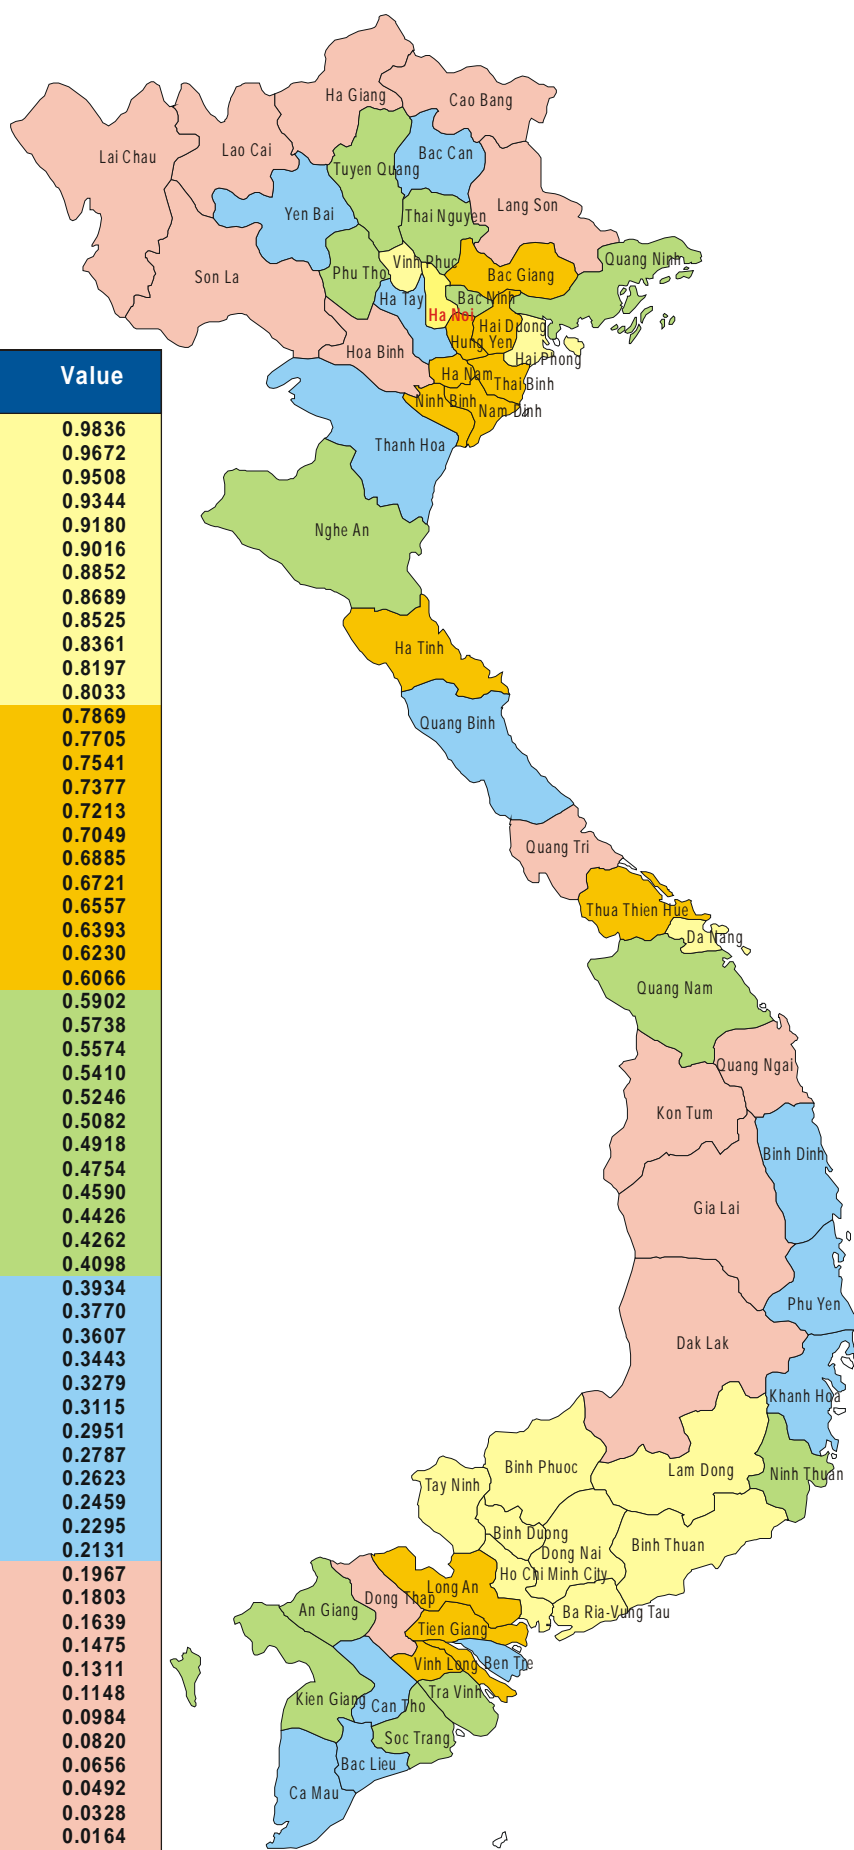 Ha Giang
Cao Bang
Lai Chau
Lao Cai
Bac Can
Tuyen Quang
Yen Bai
Lang Son
Thai Nguyen
Son La
Phu Tho
Vinh Phuc
Bac Giang
Quang Ninh
Ha Tay
Bac Ninh
Ha Noi
Hai Duong
Hung Yen
Hoa Binh
Hai Phong
Ha Nam
Thai Binh
Ninh Binh
Nam Dinh
Thanh Hoa
Nghe An
Ha Tinh
Quang Binh
Quang Tri
Thua Thien Hue
Da Nang
Quang Nam
Quang Ngai
Kon Tum
Binh Dinh
Gia Lai
Phu Yen
Dak Lak
Khanh Hoa
Binh Phuoc
Lam Dong
Ninh Thuan
Tay Ninh
Binh Duong
Dong Nai
Binh Thuan
Ho Chi Minh City
Long An
Dong Thap
An Giang
Ba Ria-Vung Tau
Tien Giang
Vinh Long
Ben Tre
Kien Giang
Can Tho
Tra Vinh
Soc Trang
Bac Lieu
Ca Mau
Value
0.9836
0.9672
0.9508
0.9344
0.9180
0.9016
0.8852
0.8689
0.8525
0.8361
0.8197
0.8033
0.7869
0.7705
0.7541
0.7377
0.7213
0.7049
0.6885
0.6721
0.6557
0.6393
0.6230
0.6066
0.5902
0.5738
0.5574
0.5410
0.5246
0.5082
0.4918
0.4754
0.4590
0.4426
0.4262
0.4098
0.3934
0.3770
0.3607
0.3443
0.3279
0.3115
0.2951
0.2787
0.2623
0.2459
0.2295
0.2131
0.1967
0.1803
0.1639
0.1475
0.1311
0.1148
0.0984
0.0820
0.0656
0.0492
0.0328
0.0164